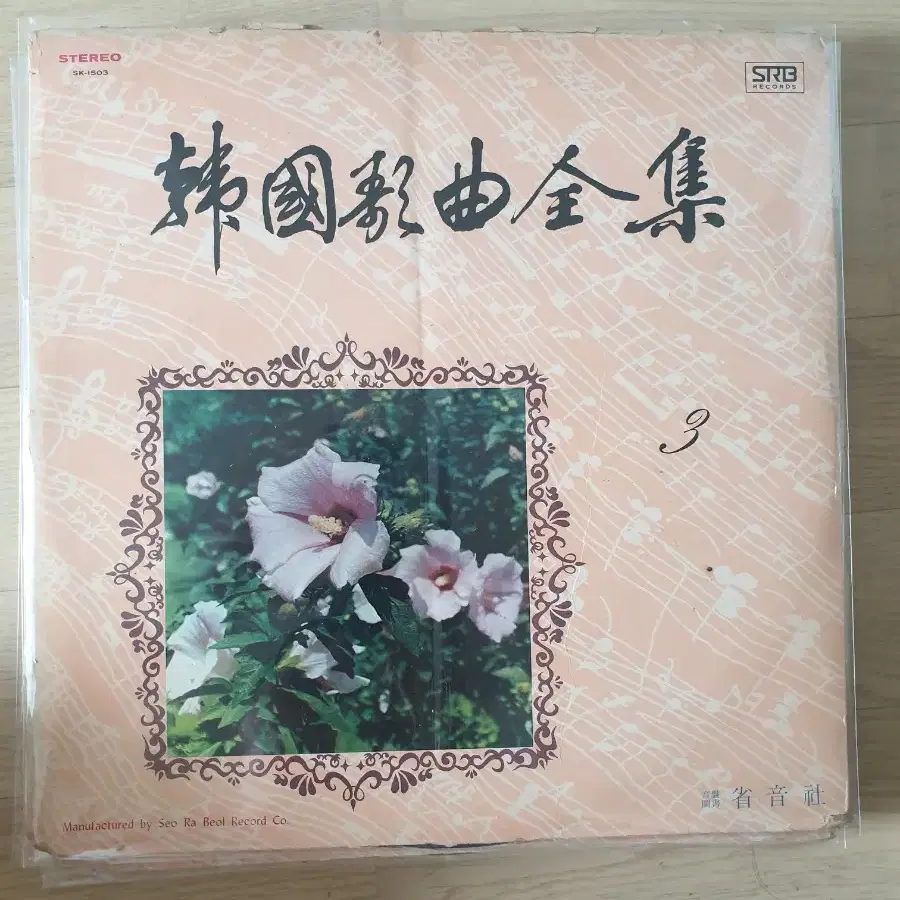 STEREO
SK-1503
SRB
RECORDS
韩國歌曲全集
3
省音社
Manufactured by Seo Ra Beol Record Co.